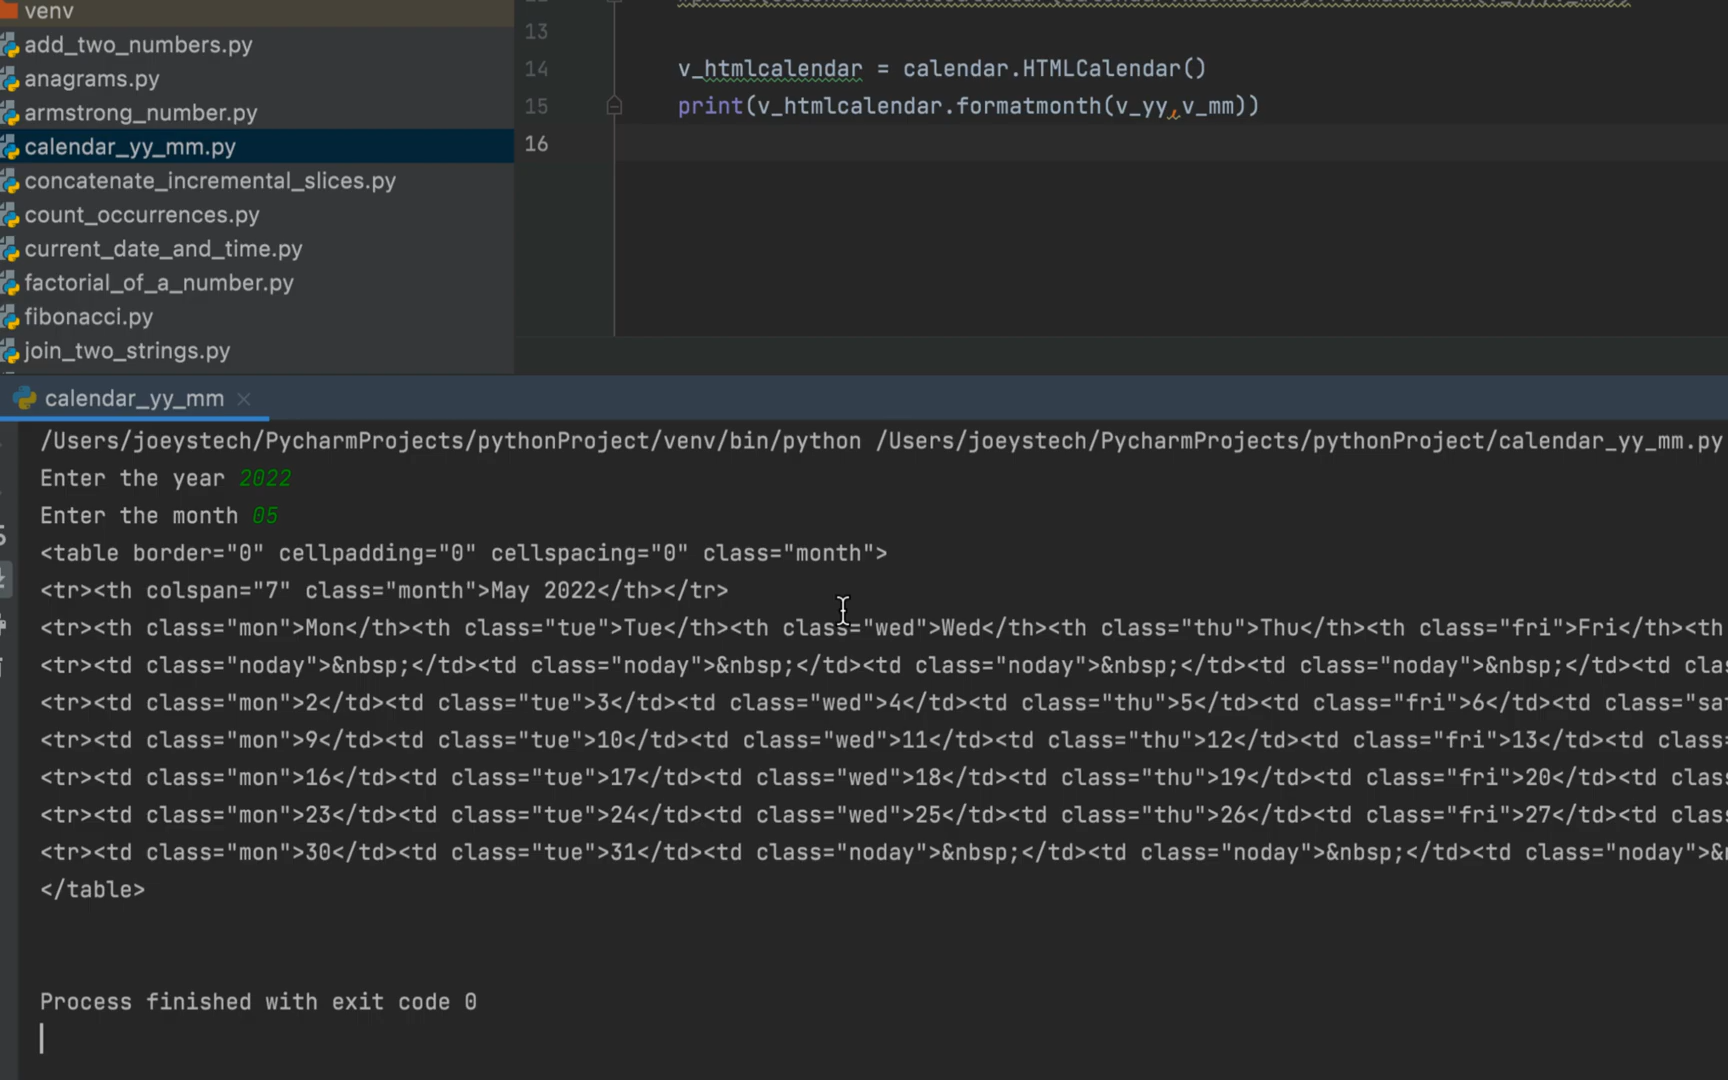 venv
add_two_numbers.py
anagrams.py
armstrong_number.py
calendar_yy_mm.py
concatenate_incremental_slices.py
count_occurrences.py
current_date_and_time.py
factorial_of_a_number.py
fibonacci.py
join_two_strings.py
13
14 v_htmlcalendar = calendar.HTMLCalendar()
15 print(v_htmlcalendar.formatmonth(v_yy,v_mm))
16
calendar_yy_mm
/Users/joeystech/PycharmProjects/pythonProject/venv/bin/python /Users/joeystech/PycharmProjects/pythonProject/calendar_yy_mm.py
Enter the year 2022
Enter the month 05
<table border="0" cellpadding="0" cellspacing="0" class="month">
<tr><th colspan="7" class="month">May 2022</th></tr>
<tr><th class="mon">Mon</th><th class="tue">Tue</th><th class="wed">Wed</th><th class="thu">Thu</th><th class="fri">Fri</th><th
<tr><td class="noday">&nbsp;</td><td class="noday">&nbsp;</td><td class="noday">&nbsp;</td><td class="noday">&nbsp;</td><td clas
<tr><td class="mon">2</td><td class="tue">3</td><td class="wed">4</td><td class="thu">5</td><td class="fri">6</td><td class="sa
<tr><td class="mon">9</td><td class="tue">10</td><td class="wed">11</td><td class="thu">12</td><td class="fri">13</td><td class=
<tr><td class="mon">16</td><td class="tue">17</td><td class="wed">18</td><td class="thu">19</td><td class="fri">20</td><td class
<tr><td class="mon">23</td><td class="tue">24</td><td class="wed">25</td><td class="thu">26</td><td class="fri">27</td><td class
<tr><td class="mon">30</td><td class="tue">31</td><td class="noday">&nbsp;</td><td class="noday">&nbsp;</td><td class="noday">&n
</table>
Process finished with exit code 0